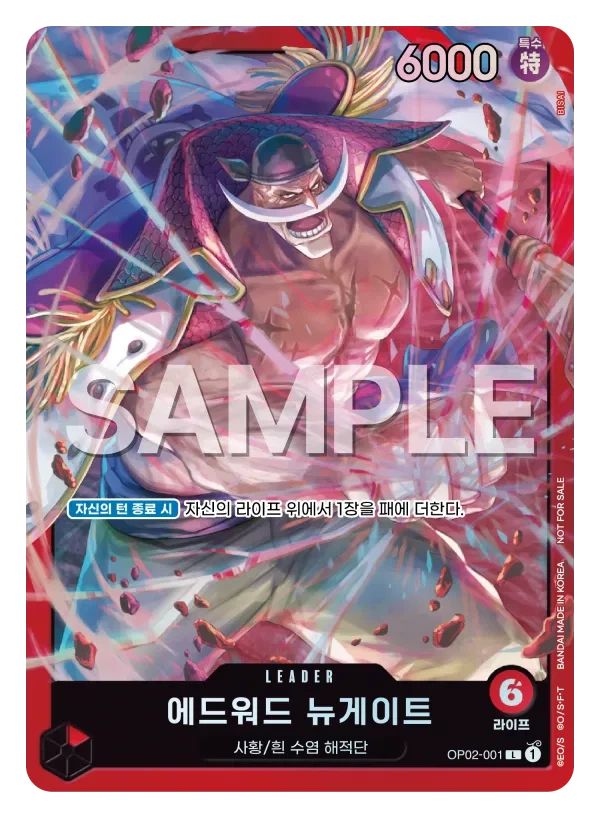 6000
특수
特
BISAI
SAMPLE
자신의 턴 종료 시 자신의 라이프 위에서 1장을 패에 더한다.
LEADER
에드워드 뉴게이트
6
라이프
사황/흰 수염 해적단
OP02-001 L 1
©EO/S ©O/S·F·T BANDAI MADE IN KOREA NOT FOR SALE